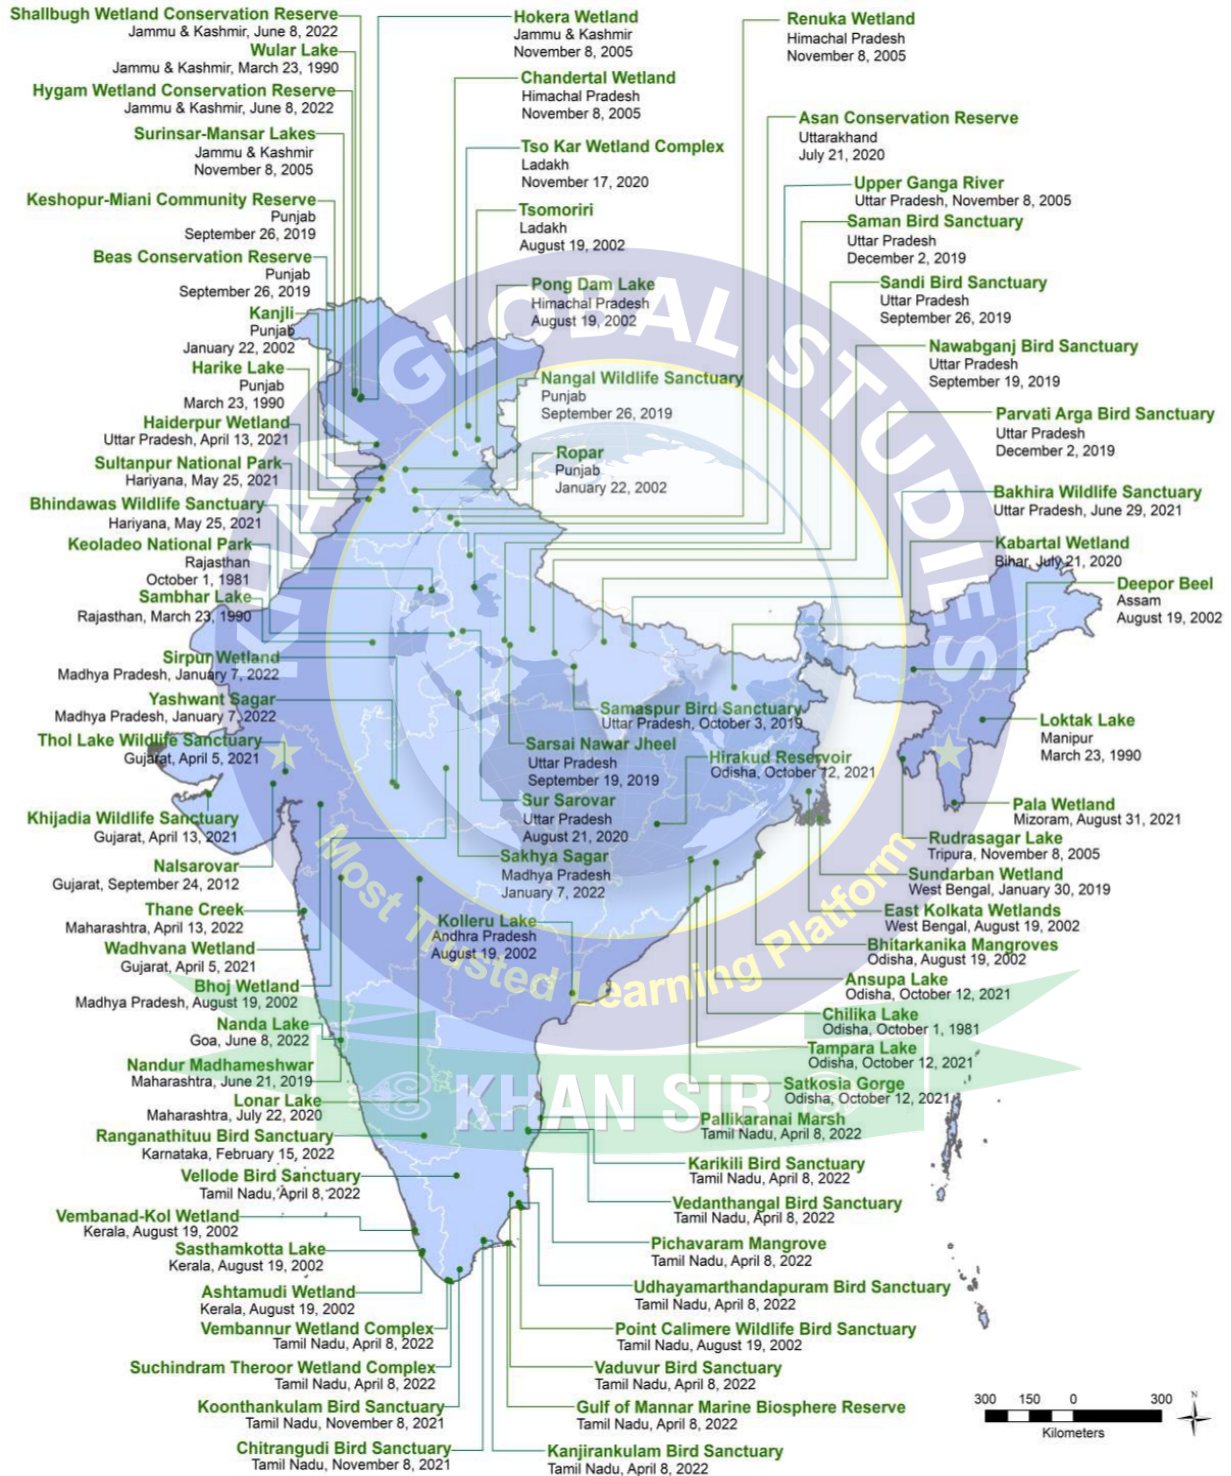 Shallbugh Wetland Conservation Reserve
Jammu & Kashmir, June 8, 2022
Wular Lake
Jammu & Kashmir, March 23, 1990
Hygam Wetland Conservation Reserve
Jammu & Kashmir, June 8, 2022
Surinsar-Mansar Lakes
Jammu & Kashmir
November 8, 2005
Keshopur-Miani Community Reserve
Punjab
September 26, 2019
Beas Conservation Reserve
Punjab
September 26, 2019
Kanjli
Punjab
January 22, 2002
Harike Lake
Punjab
March 23, 1990
Haiderpur Wetland
Uttar Pradesh, April 13, 2021
Sultanpur National Park
Hariyana, May 25, 2021
Bhindawas Wildlife Sanctuary
Hariyana, May 25, 2021
Keoladeo National Park
Rajasthan
October 1, 1981
Sambhar Lake
Rajasthan, March 23, 1990
Sirpur Wetland
Madhya Pradesh, January 7, 2022
Yashwant Sagar
Madhya Pradesh, January 7, 2022
Thol Lake Wildlife Sanctuary
Gujarat, April 5, 2021
Khijadia Wildlife Sanctuary
Gujarat, April 13, 2021
Nalsarovar
Gujarat, September 24, 2012
Thane Creek
Maharashtra, April 13, 2022
Wadhvana Wetland
Gujarat, April 5, 2021
Bhoj Wetland
Madhya Pradesh, August 19, 2002
Nanda Lake
Goa, June 8, 2022
Nandur Madhameshwar
Maharashtra, June 21, 2019
Lonar Lake
Maharashtra, July 22, 2020
Ranganathituu Bird Sanctuary
Karnataka, February 15, 2022
Vellode Bird Sanctuary
Tamil Nadu, April 8, 2022
Vembanad-Kol Wetland
Kerala, August 19, 2002
Sasthamkotta Lake
Kerala, August 19, 2002
Ashtamudi Wetland
Kerala, August 19, 2002
Vembannur Wetland Complex
Tamil Nadu, April 8, 2022
Suchindram Theroor Wetland Complex
Tamil Nadu, April 8, 2022
Koonthankulam Bird Sanctuary
Tamil Nadu, November 8, 2021
Chitrangudi Bird Sanctuary
Tamil Nadu, November 8, 2021
Hokera Wetland
Jammu & Kashmir
November 8, 2005
Chandertal Wetland
Himachal Pradesh
November 8, 2005
Tso Kar Wetland Complex
Ladakh
November 17, 2020
Tsomoriri
Ladakh
August 19, 2002
Pong Dam Lake
Himachal Pradesh
August 19, 2002
Nangal Wildlife Sanctuary
Punjab
September 26, 2019
Ropar
Punjab
January 22, 2002
Samaspur Bird Sanctuary
Uttar Pradesh, October 3, 2019
Sarsai Nawar Jheel
Uttar Pradesh
September 19, 2019
Hirakud Reservoir
Odisha, October 12, 2021
Sur Sarovar
Uttar Pradesh
August 21, 2020
Sakhya Sagar
Madhya Pradesh
January 7, 2022
Kolleru Lake
Andhra Pradesh
August 19, 2002
Renuka Wetland
Himachal Pradesh
November 8, 2005
Asan Conservation Reserve
Uttarakhand
July 21, 2020
Upper Ganga River
Uttar Pradesh, November 8, 2005
Saman Bird Sanctuary
Uttar Pradesh
December 2, 2019
Sandi Bird Sanctuary
Uttar Pradesh
September 26, 2019
Nawabganj Bird Sanctuary
Uttar Pradesh
September 19, 2019
Parvati Arga Bird Sanctuary
Uttar Pradesh
December 2, 2019
Bakhira Wildlife Sanctuary
Uttar Pradesh, June 29, 2021
Kabartal Wetland
Bihar, July 21, 2020
Deepor Beel
Assam
August 19, 2002
Loktak Lake
Manipur
March 23, 1990
Pala Wetland
Mizoram, August 31, 2021
Rudrasagar Lake
Tripura, November 8, 2005
Sundarban Wetland
West Bengal, January 30, 2019
East Kolkata Wetlands
West Bengal, August 19, 2002
Bhitarkanika Mangroves
Odisha, August 19, 2002
Ansupa Lake
Odisha, October 12, 2021
Chilika Lake
Odisha, October 1, 1981
Tampara Lake
Odisha, October 12, 2021
Satkosia Gorge
Odisha, October 12, 2021
Pallikaranai Marsh
Tamil Nadu, April 8, 2022
Karikili Bird Sanctuary
Tamil Nadu, April 8, 2022
Vedanthangal Bird Sanctuary
Tamil Nadu, April 8, 2022
Pichavaram Mangrove
Tamil Nadu, April 8, 2022
Udhayamarthandapuram Bird Sanctuary
Tamil Nadu, April 8, 2022
Point Calimere Wildlife Bird Sanctuary
Tamil Nadu, August 19, 2002
Vaduvur Bird Sanctuary
Tamil Nadu, April 8, 2022
Gulf of Mannar Marine Biosphere Reserve
Tamil Nadu, April 8, 2022
Kanjirankulam Bird Sanctuary
Tamil Nadu, April 8, 2022
KHAN GLOBAL STUDIES
Most Trusted Learning Platform
KHAN SIR
300 150 0 300
Kilometers
N